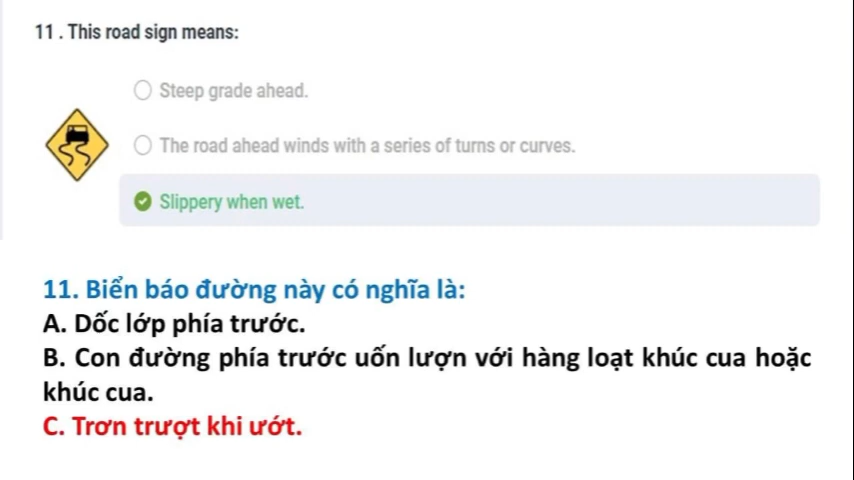 11 . This road sign means:
Steep grade ahead.
The road ahead winds with a series of turns or curves.
Slippery when wet.
11. Biển báo đường này có nghĩa là:
A. Dốc lớp phía trước.
B. Con đường phía trước uốn lượn với hàng loạt khúc cua hoặc
khúc cua.
C. Trơn trượt khi ướt.